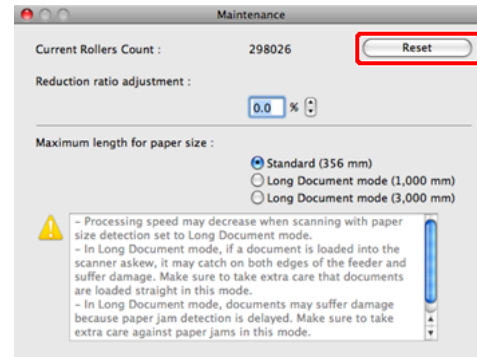 Maintenance
Current Rollers Count : 298026 Reset
Reduction ratio adjustment :
0.0 %
Maximum length for paper size :
Standard (356 mm)
Long Document mode (1,000 mm)
Long Document mode (3,000 mm)
– Processing speed may decrease when scanning with paper
size detection set to Long Document mode.
– In Long Document mode, if a document is loaded into the
scanner askew, it may catch on both edges of the feeder and
suffer damage. Make sure to take extra care that documents
are loaded straight in this mode.
– In Long Document mode, documents may suffer damage
because paper jam detection is delayed. Make sure to take
extra care against paper jams in this mode.